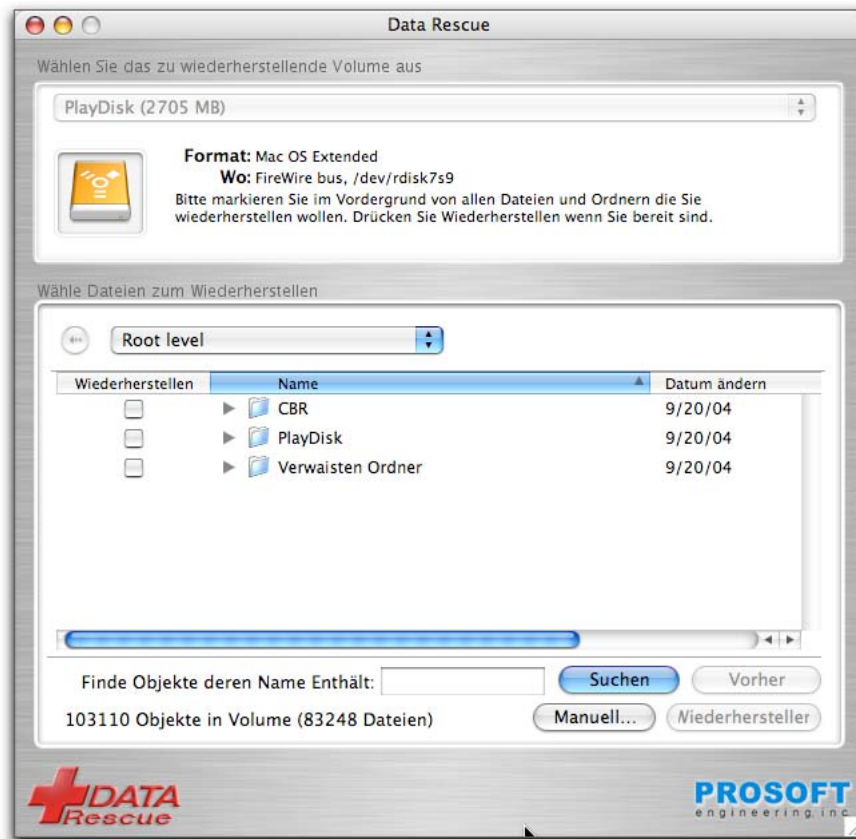 Data Rescue
Wählen Sie das zu wiederherstellende Volume aus
PlayDisk (2705 MB)
Format: Mac OS Extended
Wo: FireWire bus, /dev/rdisk7s9
Bitte markieren Sie im Vordergrund von allen Dateien und Ordnern die Sie
wiederherstellen wollen. Drücken Sie Wiederherstellen wenn Sie bereit sind.
Wähle Dateien zum Wiederherstellen
Root level
Wiederherstellen Name Datum ändern
CBR 9/20/04
PlayDisk 9/20/04
Verwaisten Ordner 9/20/04
Finde Objekte deren Name Enthält: Suchen Vorher
103110 Objekte in Volume (83248 Dateien) Manuell... Wiederhersteller
DATA
Rescue
PROSOFT
engineering, inc